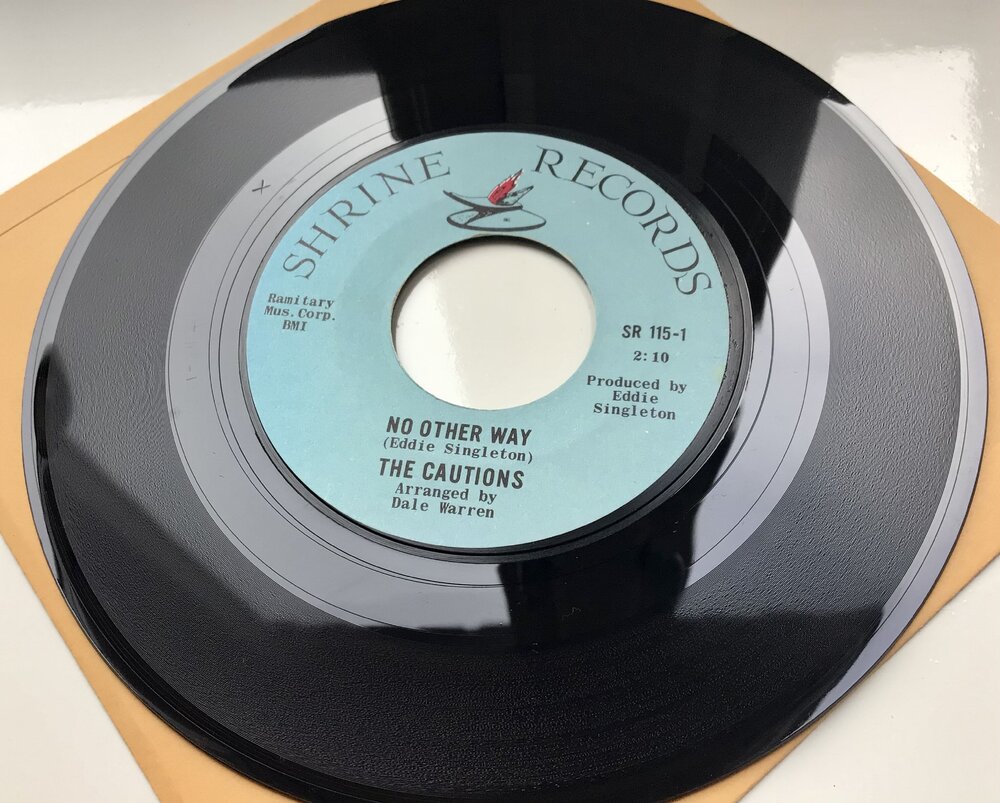 SHRINE RECORDS
Ramitary
Mus. Corp.
BMI
SR 115-1
2:10
Produced by
Eddie
Singleton
NO OTHER WAY
(Eddie Singleton)
THE CAUTIONS
Arranged by
Dale Warren